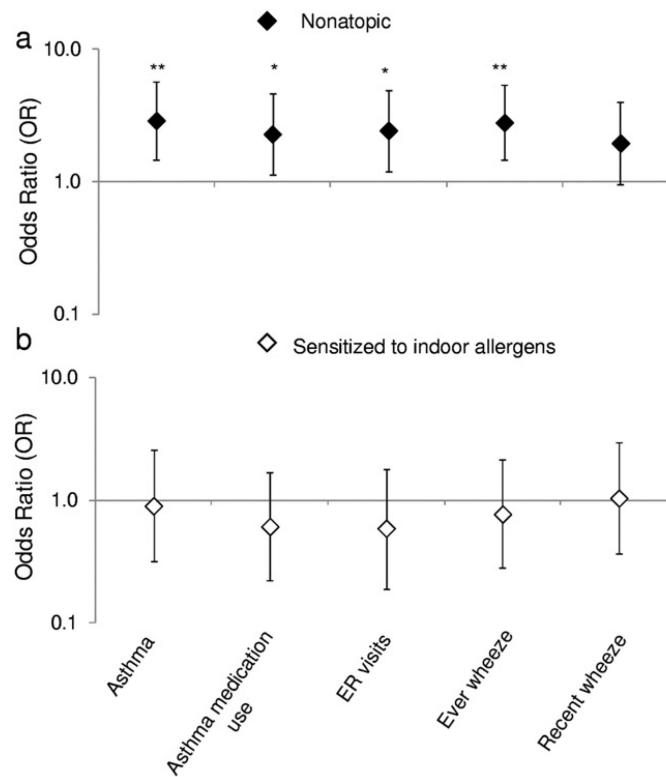 Nonatopic
a
10.0
** * * **
1.0
0.1
Odds Ratio (OR)
b
Sensitized to indoor allergens
10.0
1.0
0.1
Odds Ratio (OR)
Asthma
Asthma medication
use
ER visits
Ever wheeze
Recent wheeze